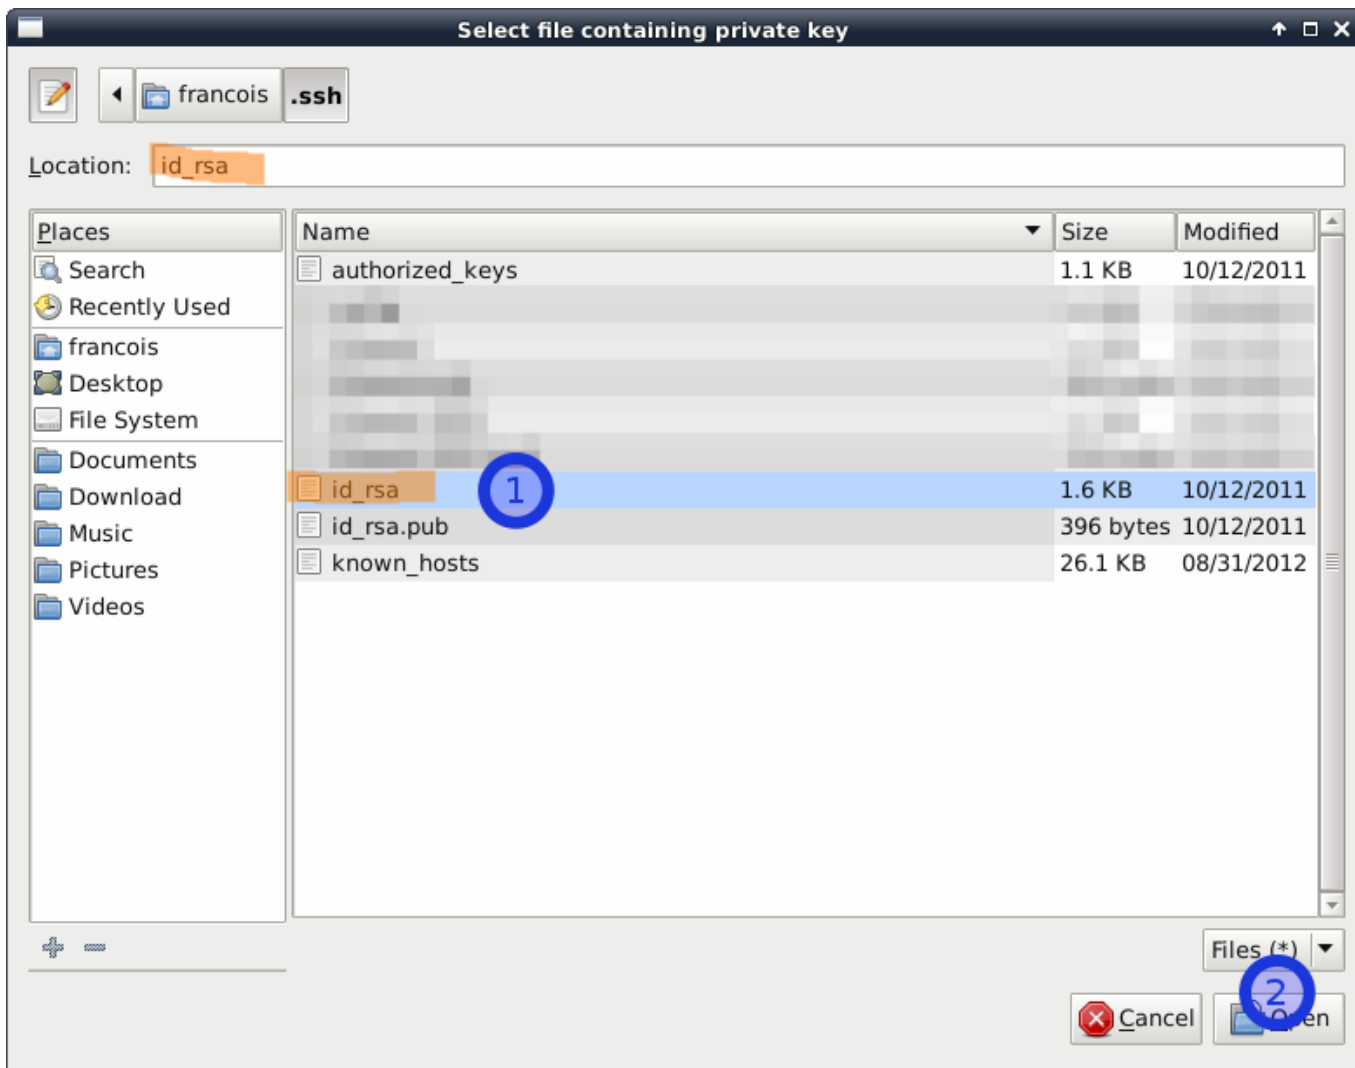 Select file containing private key
francois .ssh
Location: id_rsa
Places Name Size Modified
Search authorized_keys 1.1 KB 10/12/2011
Recently Used
francois
Desktop
File System
Documents
id_rsa 1 1.6 KB 10/12/2011
Download
id_rsa.pub 396 bytes 10/12/2011
Music
known_hosts 26.1 KB 08/31/2012
Pictures
Videos
Files (*)
2
Cancel Open